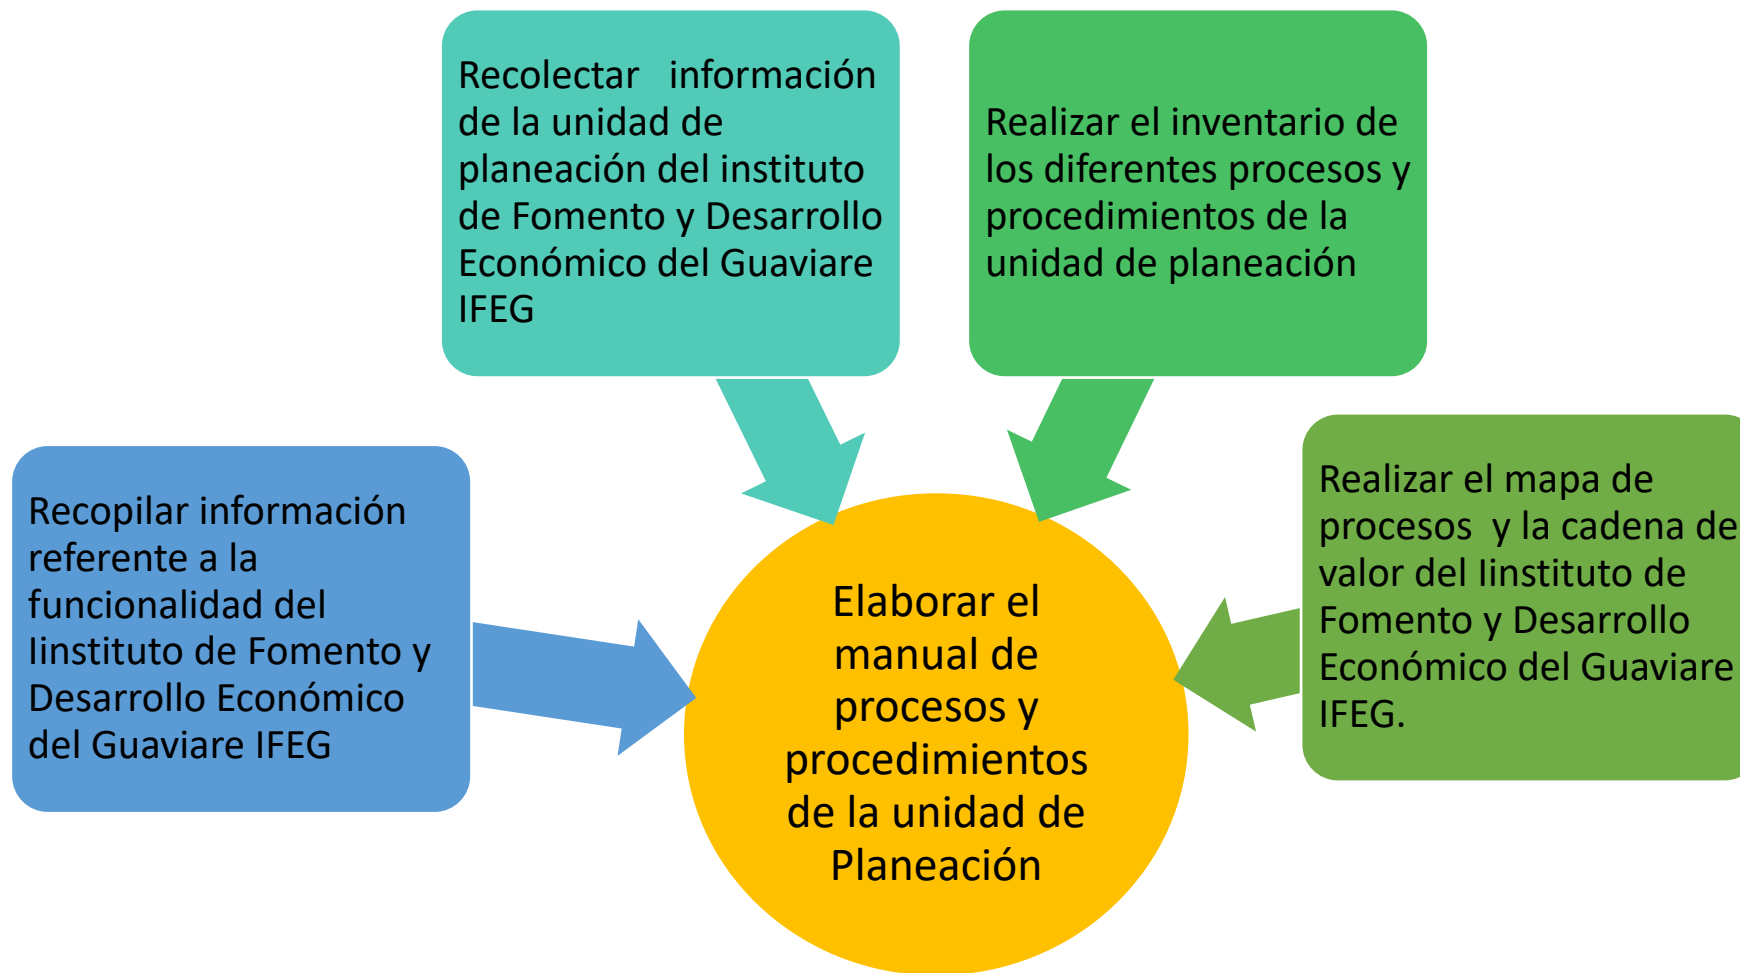 Recolectar información
de la unidad de
planeación del instituto
de Fomento y Desarrollo
Económico del Guaviare
IFEG
Realizar el inventario de
los diferentes procesos y
procedimientos de la
unidad de planeación
Recopilar información
referente a la
funcionalidad del
Iinstituto de Fomento y
Desarrollo Económico
del Guaviare IFEG
Realizar el mapa de
procesos y la cadena de
valor del Iinstituto de
Fomento y Desarrollo
Económico del Guaviare
IFEG.
Elaborar el
manual de
procesos y
procedimientos
de la unidad de
Planeación